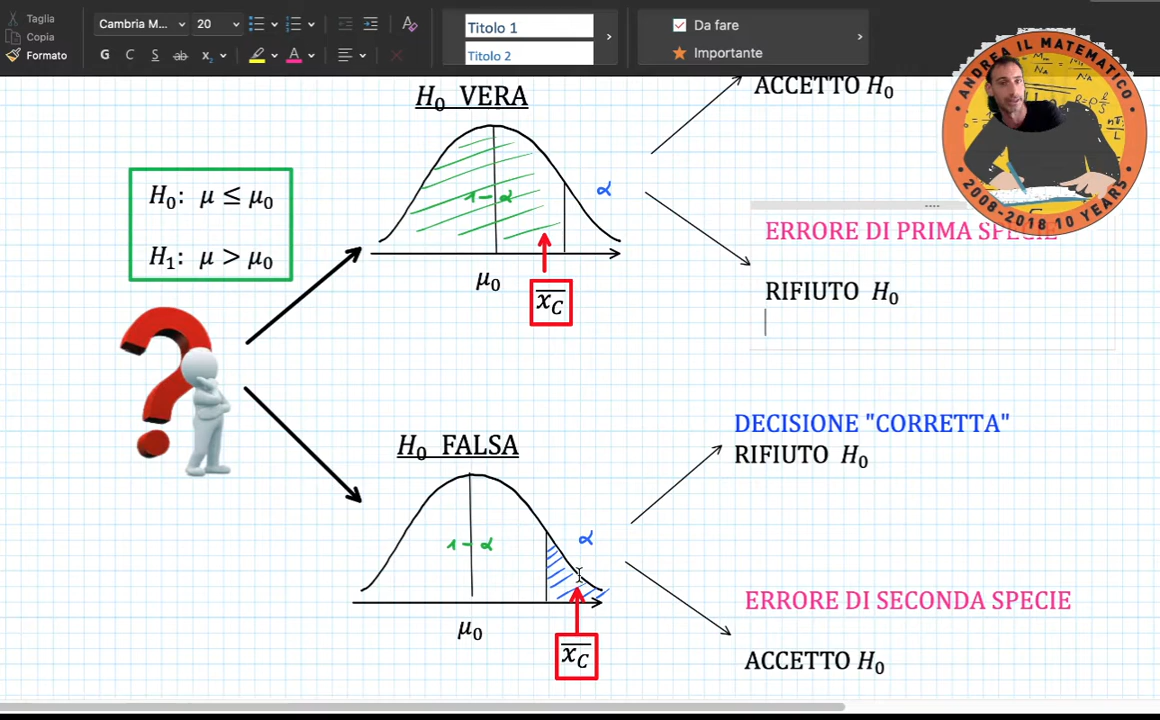 Taglia
Copia
Formato
Cambria M... 20
G C S ab x₂ A
Titolo 1
Titolo 2
Da fare
Importante
ANDREA IL MATEMATICO
2008-2018 10 YEARS
H₀ VERA
ACCETTO H₀
H₀: μ ≤ μ₀
H₁: μ > μ₀
1-α
α
μ₀
x̅C
ERRORE DI PRIMA SPECIE
RIFIUTO H₀
H₀ FALSA
DECISIONE "CORRETTA"
RIFIUTO H₀
1-α
α
μ₀
x̅C
ERRORE DI SECONDA SPECIE
ACCETTO H₀